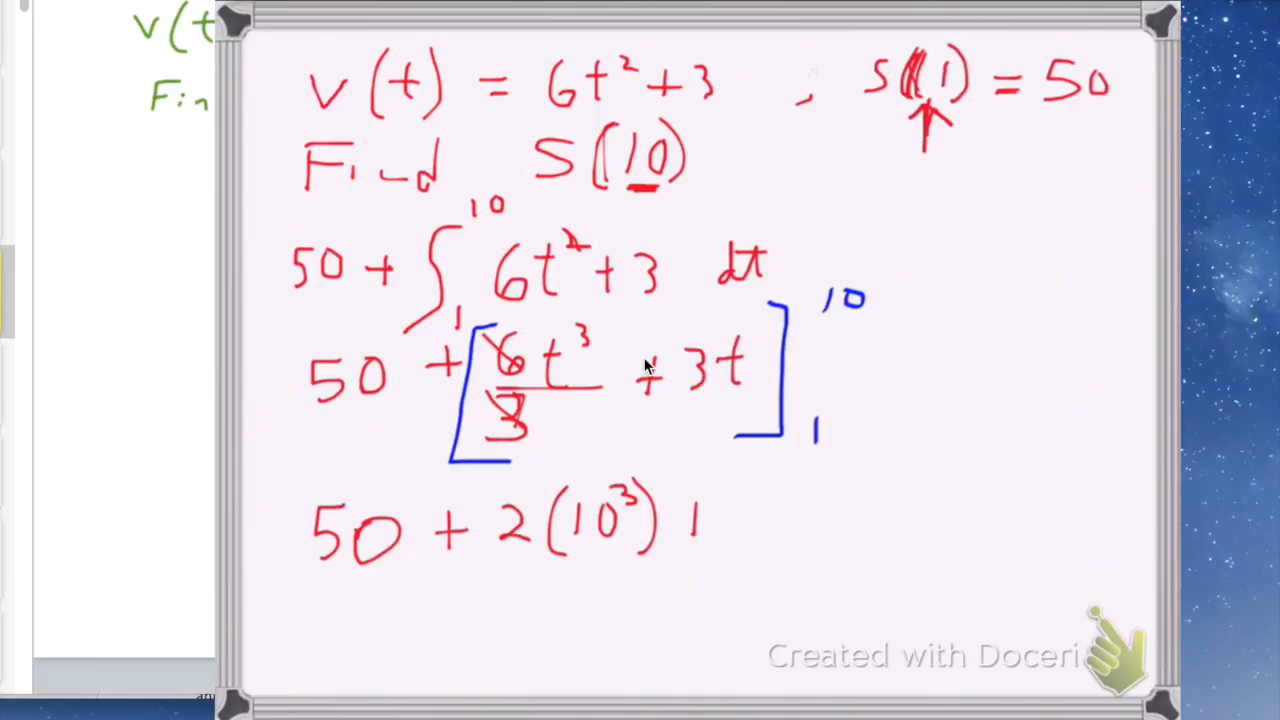 v(t
Fin
v(t) = 6t² + 3 , s(1) = 50
Find s(10)
50 + ∫₁¹⁰ 6t² + 3 dt
50 + [6t³/3 + 3t]₁¹⁰
50 + 2(10³) 1
Created with Doceri